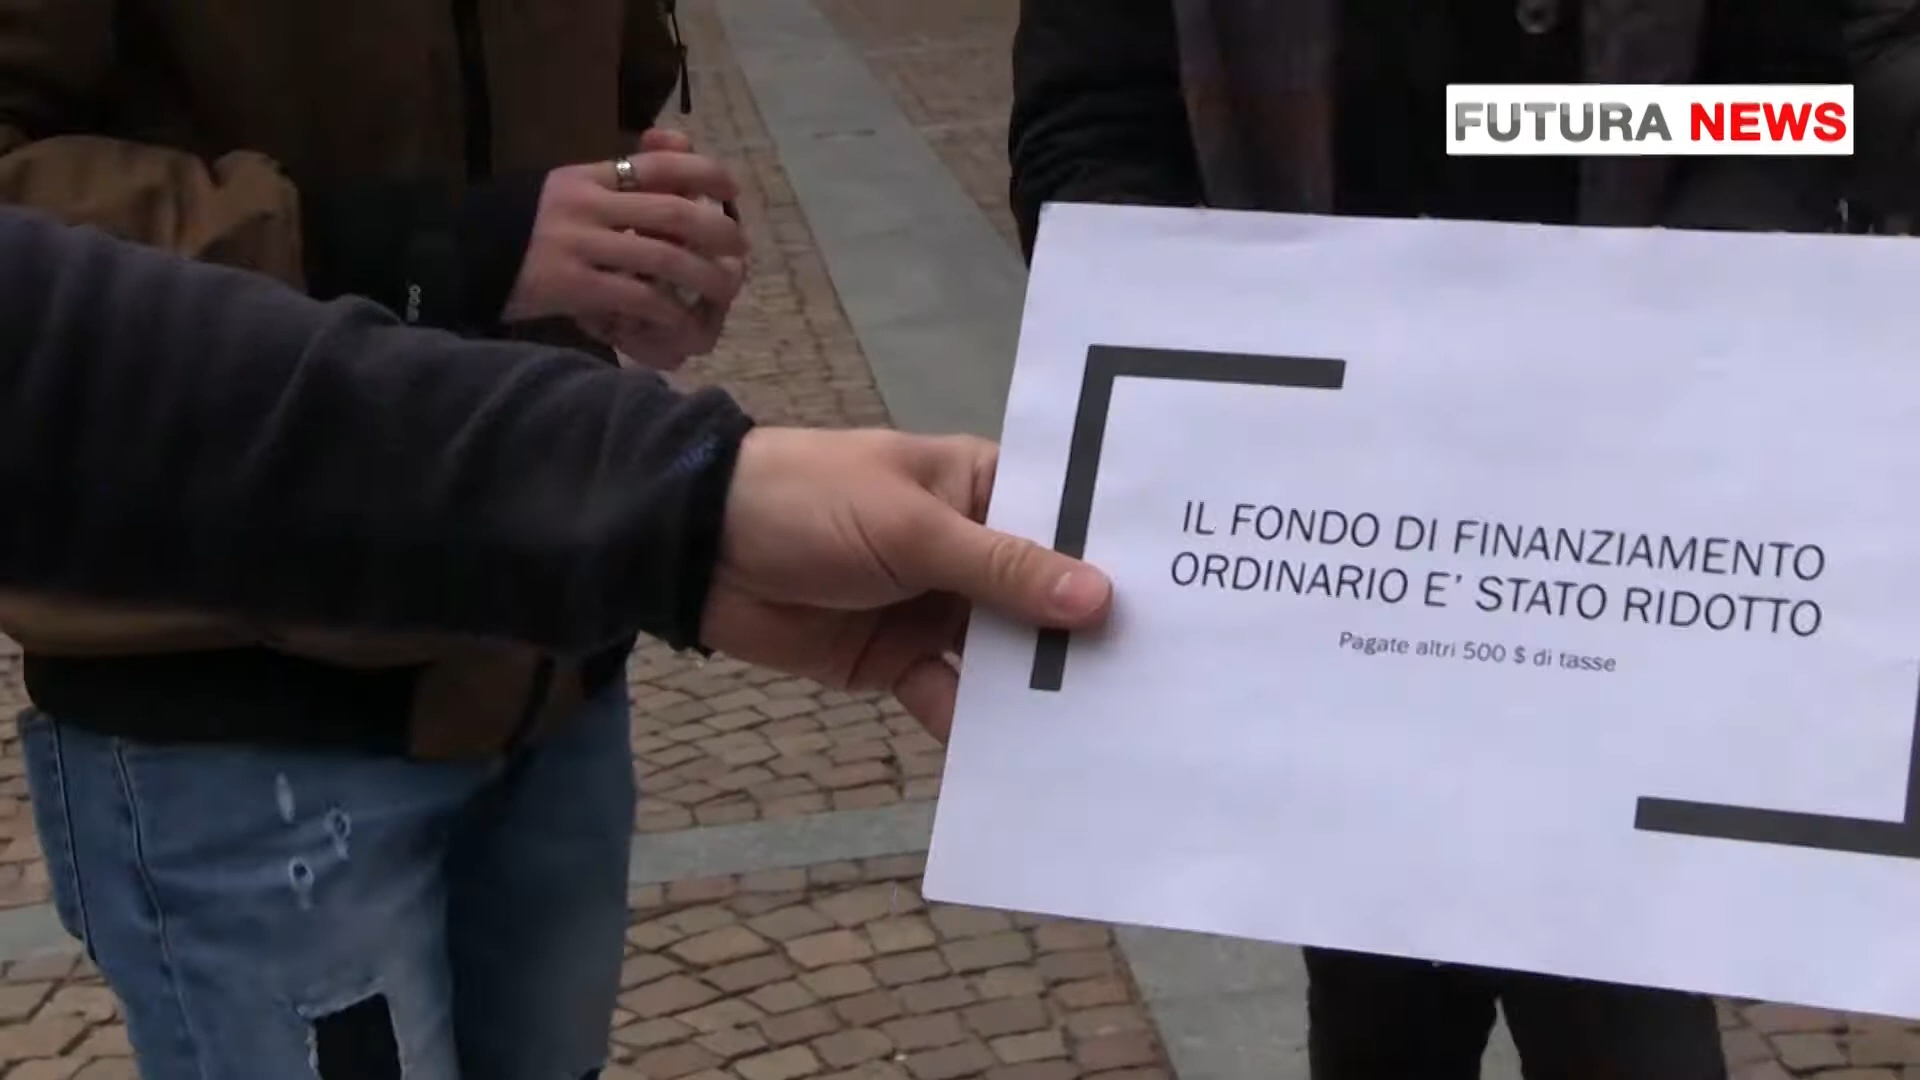 FUTURA NEWS
IL FONDO DI FINANZIAMENTO
ORDINARIO E' STATO RIDOTTO
Pagate altri 500 $ di tasse